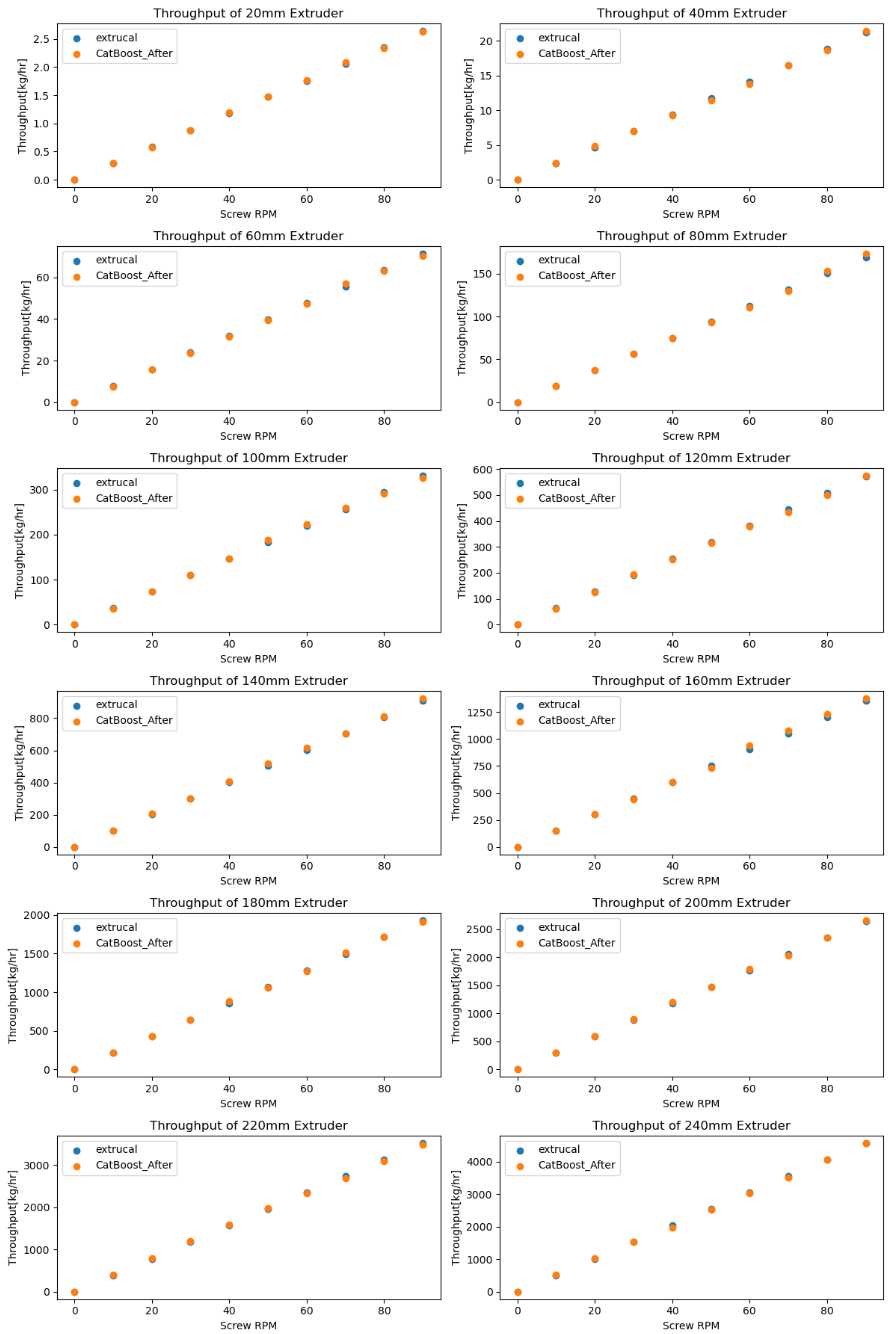 Throughput of 20mm Extruder
Throughput[kg/hr]
2.5
2.0
1.5
1.0
0.5
0.0
extrucal
CatBoost_After
0 20 40 60 80
Screw RPM
Throughput of 40mm Extruder
Throughput[kg/hr]
20
15
10
5
0
extrucal
CatBoost_After
0 20 40 60 80
Screw RPM
Throughput of 60mm Extruder
Throughput[kg/hr]
60
40
20
0
extrucal
CatBoost_After
0 20 40 60 80
Screw RPM
Throughput of 80mm Extruder
Throughput[kg/hr]
150
100
50
0
extrucal
CatBoost_After
0 20 40 60 80
Screw RPM
Throughput of 100mm Extruder
Throughput[kg/hr]
300
200
100
0
extrucal
CatBoost_After
0 20 40 60 80
Screw RPM
Throughput of 120mm Extruder
Throughput[kg/hr]
600
500
400
300
200
100
0
extrucal
CatBoost_After
0 20 40 60 80
Screw RPM
Throughput of 140mm Extruder
Throughput[kg/hr]
800
600
400
200
0
extrucal
CatBoost_After
0 20 40 60 80
Screw RPM
Throughput of 160mm Extruder
Throughput[kg/hr]
1250
1000
750
500
250
0
extrucal
CatBoost_After
0 20 40 60 80
Screw RPM
Throughput of 180mm Extruder
Throughput[kg/hr]
2000
1500
1000
500
0
extrucal
CatBoost_After
0 20 40 60 80
Screw RPM
Throughput of 200mm Extruder
Throughput[kg/hr]
2500
2000
1500
1000
500
0
extrucal
CatBoost_After
0 20 40 60 80
Screw RPM
Throughput of 220mm Extruder
Throughput[kg/hr]
3000
2000
1000
0
extrucal
CatBoost_After
0 20 40 60 80
Screw RPM
Throughput of 240mm Extruder
Throughput[kg/hr]
4000
3000
2000
1000
0
extrucal
CatBoost_After
0 20 40 60 80
Screw RPM